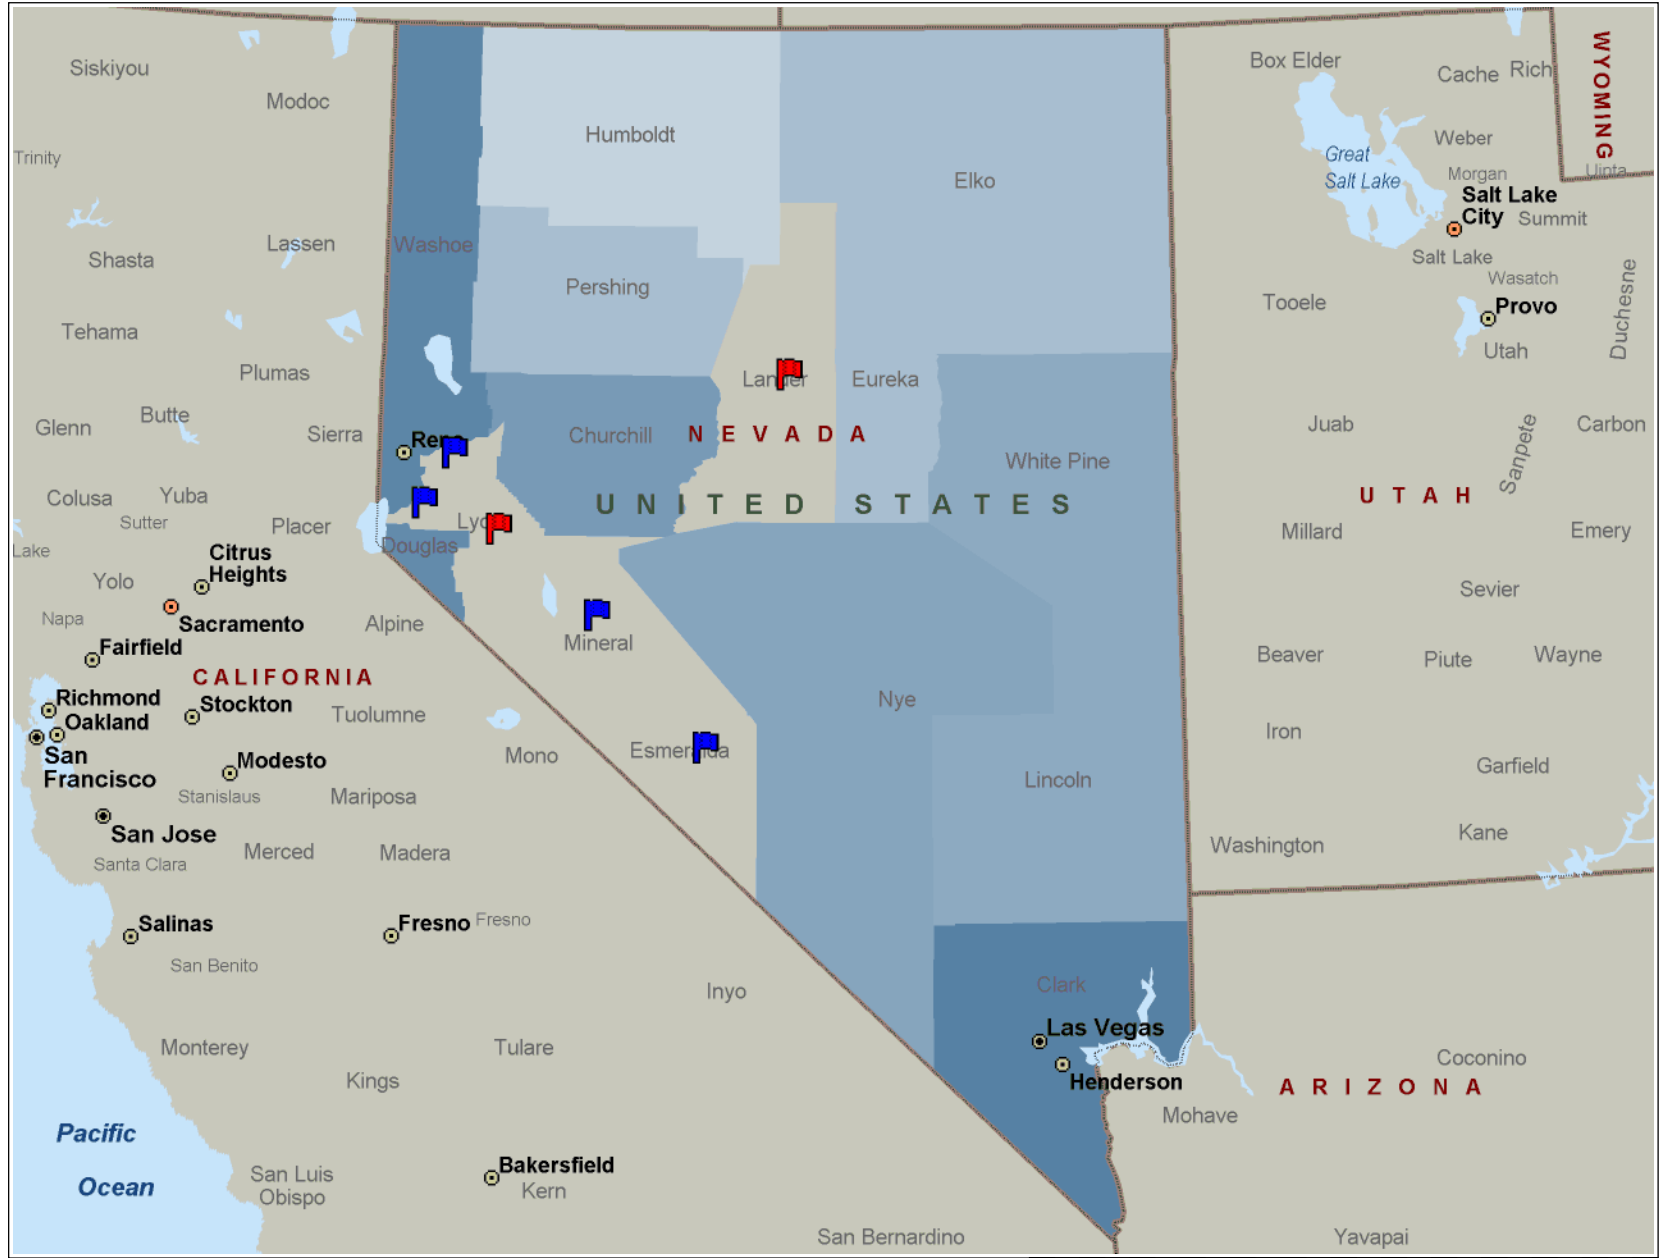 Siskiyou
Modoc
Humboldt
Elko
Box Elder
Cache
Rich
WYOMING
Trinity
Weber
Great
Salt Lake
Morgan
Uinta
Salt Lake
City
Summit
Shasta
Lassen
Washoe
Pershing
Salt Lake
Wasatch
Duchesne
Tooele
Provo
Utah
Tehama
Plumas
Lander
Eureka
Glenn
Butte
Sierra
Reno
Churchill
NEVADA
White Pine
Juab
Sanpete
Carbon
Colusa
Yuba
Sutter
Placer
Lyon
UNITED STATES
UTAH
Lake
Citrus
Heights
Douglas
Millard
Emery
Yolo
Napa
Sacramento
Alpine
Mineral
Sevier
Fairfield
CALIFORNIA
Beaver
Piute
Wayne
Richmond
Oakland
Stockton
Tuolumne
Nye
San
Francisco
Modesto
Mono
Esmeralda
Iron
Garfield
Stanislaus
Mariposa
Lincoln
San Jose
Santa Clara
Merced
Madera
Washington
Kane
Salinas
Fresno
Fresno
San Benito
Inyo
Clark
Las Vegas
Henderson
Monterey
Tulare
Kings
Coconino
ARIZONA
Mohave
Pacific
Ocean
San Luis
Obispo
Bakersfield
Kern
San Bernardino
Yavapai